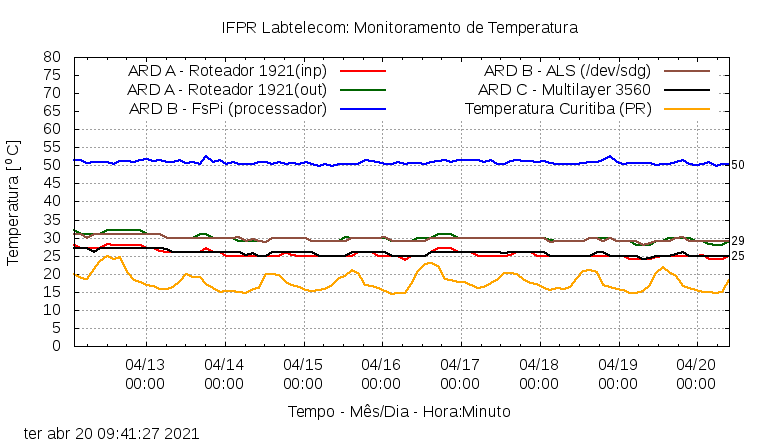 IFPR Labtelecom: Monitoramento de Temperatura
80
75
70
65
60
55
50
45
40
35
30
25
20
15
10
5
0
Temperatura [ºC]
ARD A - Roteador 1921(inp)
ARD A - Roteador 1921(out)
ARD B - FsPi (processador)
ARD B - ALS (/dev/sdg)
ARD C - Multilayer 3560
Temperatura Curitiba (PR)
50
29
25
04/13 04/14 04/15 04/16 04/17 04/18 04/19 04/20
00:00 00:00 00:00 00:00 00:00 00:00 00:00 00:00
Tempo - Mês/Dia - Hora:Minuto
ter abr 20 09:41:27 2021